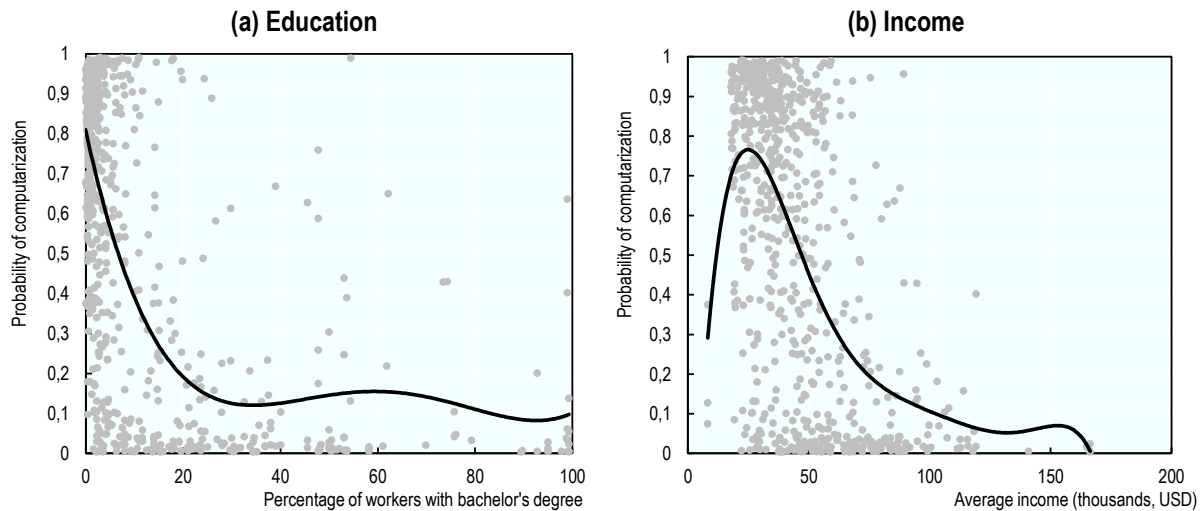 (a) Education
Probability of computarization
1
0,9
0,8
0,7
0,6
0,5
0,4
0,3
0,2
0,1
0
0 20 40 60 80 100
Percentage of workers with bachelor's degree
(b) Income
Probability of computarization
1
0,9
0,8
0,7
0,6
0,5
0,4
0,3
0,2
0,1
0
0 50 100 150 200
Average income (thousands, USD)